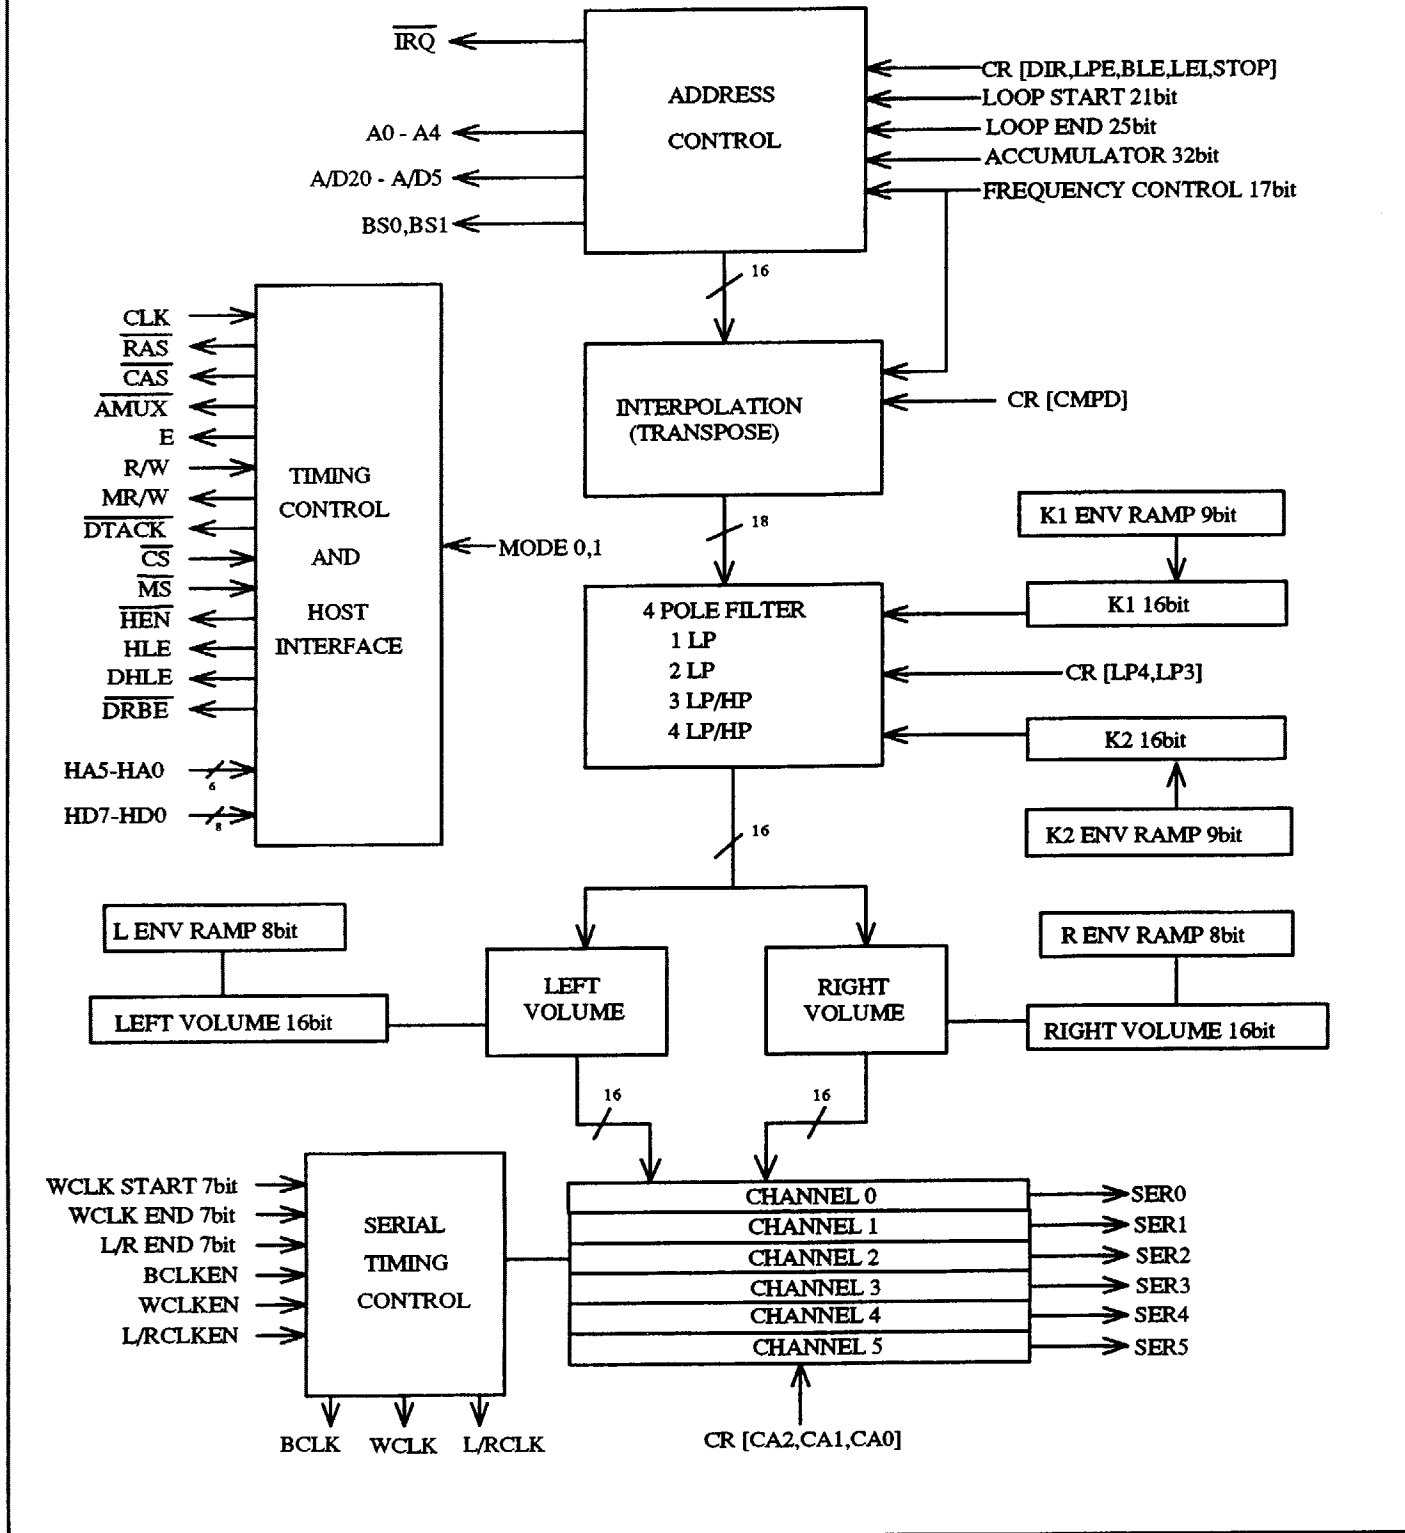 IRQ
A0 - A4
A/D20 - A/D5
BS0,BS1
ADDRESS
CONTROL
CR [DIR,LPE,BLE,LEI,STOP]
LOOP START 21bit
LOOP END 25bit
ACCUMULATOR 32bit
FREQUENCY CONTROL 17bit
16
CLK
RAS
CAS
AMUX
E
R/W
MR/W
DTACK
CS
MS
HEN
HLE
DHLE
DRBE
HA5-HA0
6
HD7-HD0
8
TIMING
CONTROL
AND
HOST
INTERFACE
MODE 0,1
INTERPOLATION
(TRANSPOSE)
CR [CMPD]
18
K1 ENV RAMP 9bit
K1 16bit
4 POLE FILTER
1 LP
2 LP
3 LP/HP
4 LP/HP
CR [LP4,LP3]
K2 16bit
K2 ENV RAMP 9bit
16
L ENV RAMP 8bit
LEFT VOLUME 16bit
LEFT
VOLUME
RIGHT
VOLUME
R ENV RAMP 8bit
RIGHT VOLUME 16bit
16
16
WCLK START 7bit
WCLK END 7bit
L/R END 7bit
BCLKEN
WCLKEN
L/RCLKEN
SERIAL
TIMING
CONTROL
BCLK
WCLK
L/RCLK
CHANNEL 0
CHANNEL 1
CHANNEL 2
CHANNEL 3
CHANNEL 4
CHANNEL 5
SER0
SER1
SER2
SER3
SER4
SER5
CR [CA2,CA1,CA0]